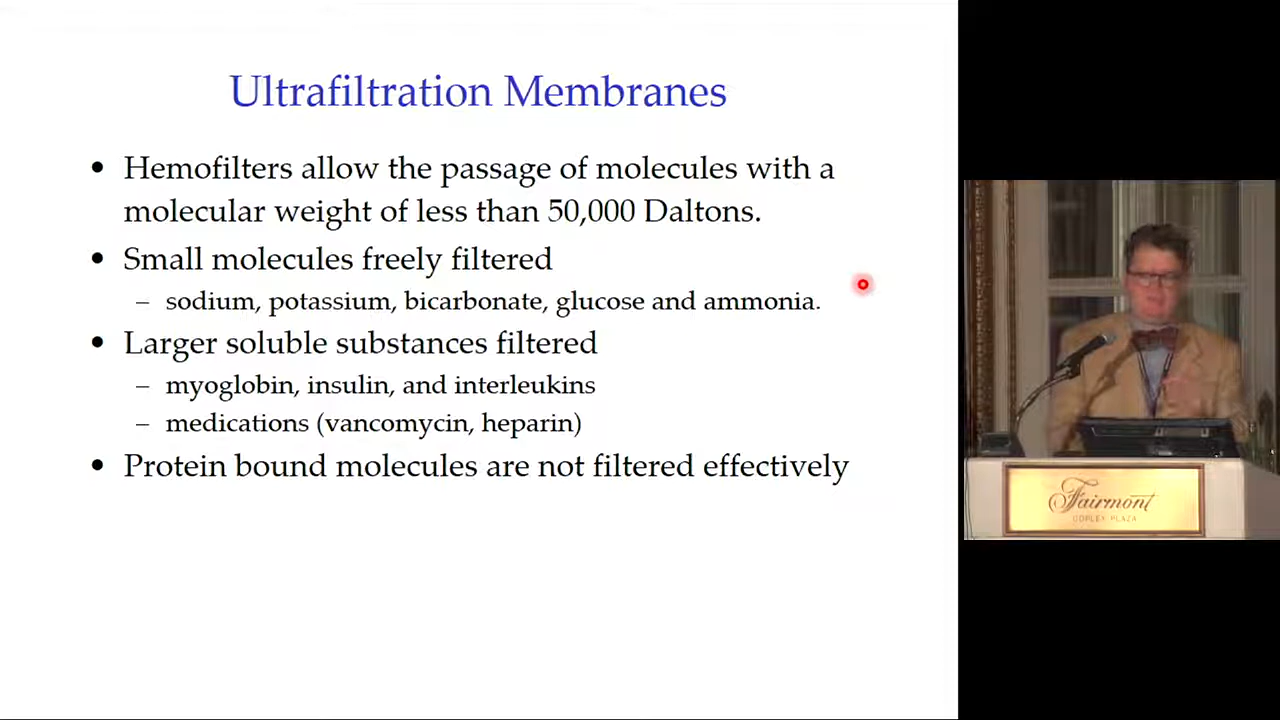 Ultrafiltration Membranes
• Hemofilters allow the passage of molecules with a
molecular weight of less than 50,000 Daltons.
• Small molecules freely filtered
– sodium, potassium, bicarbonate, glucose and ammonia.
• Larger soluble substances filtered
– myoglobin, insulin, and interleukins
– medications (vancomycin, heparin)
• Protein bound molecules are not filtered effectively
Fairmont
COPLEY PLAZA